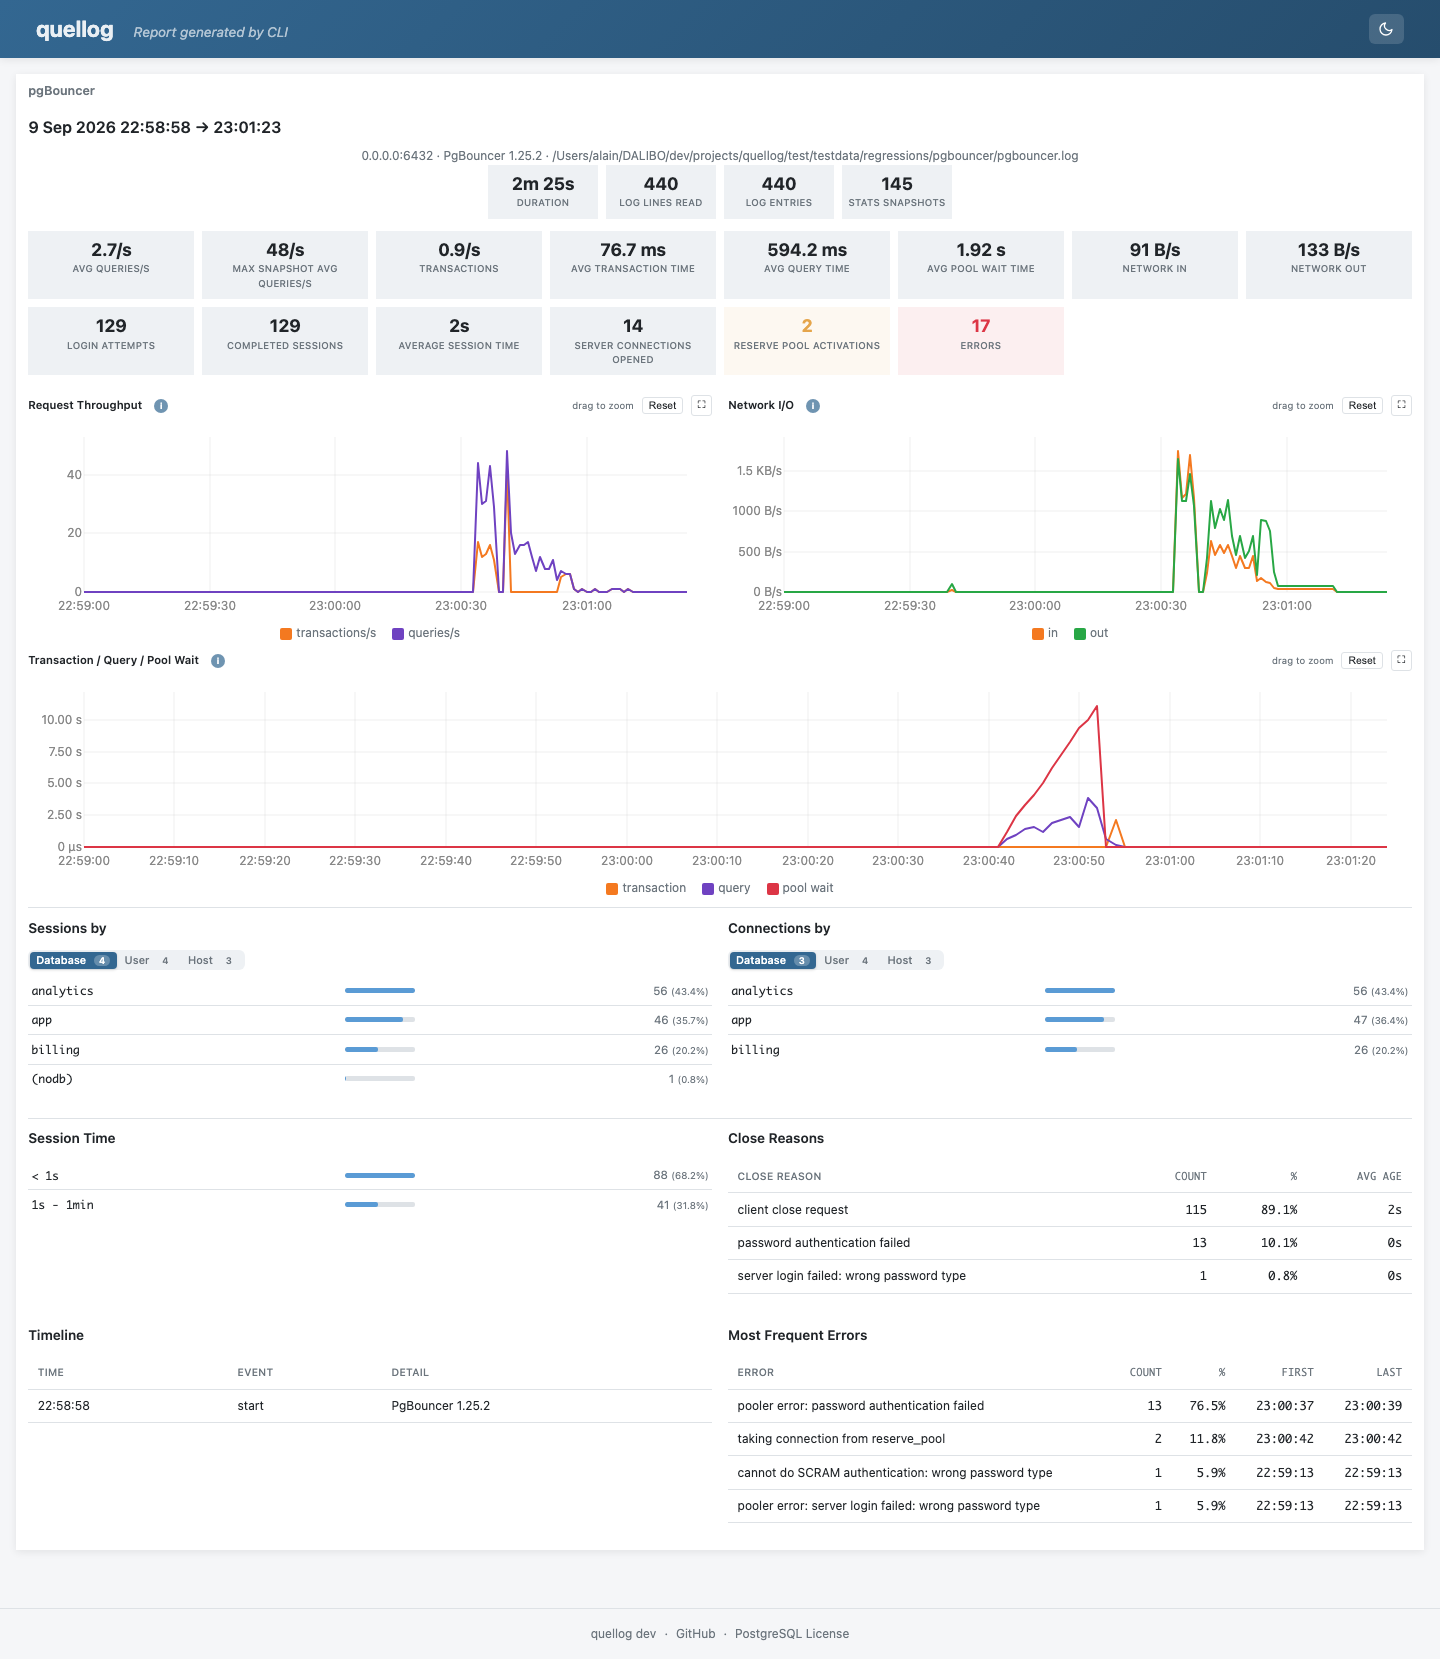 quellog
Report generated by CLI
pgBouncer
9 Sep 2026 22:58:58 → 23:01:23
0.0.0.0:6432 · PgBouncer 1.25.2 · /Users/alain/DALIBO/dev/projects/quellog/test/testdata/regressions/pgbouncer/pgbouncer.log
2m 25s
DURATION
440
LOG LINES READ
440
LOG ENTRIES
145
STATS SNAPSHOTS
2.7/s
AVG QUERIES/S
48/s
MAX SNAPSHOT AVG
QUERIES/S
0.9/s
TRANSACTIONS
76.7 ms
AVG TRANSACTION TIME
594.2 ms
AVG QUERY TIME
1.92 s
AVG POOL WAIT TIME
91 B/s
NETWORK IN
133 B/s
NETWORK OUT
129
LOGIN ATTEMPTS
129
COMPLETED SESSIONS
2s
AVERAGE SESSION TIME
14
SERVER CONNECTIONS
OPENED
2
RESERVE POOL ACTIVATIONS
17
ERRORS
Request Throughput i drag to zoom Reset
40
20
0
22:59:00 22:59:30 23:00:00 23:00:30 23:01:00
transactions/s queries/s
Network I/O i drag to zoom Reset
1.5 KB/s
1000 B/s
500 B/s
0 B/s
22:59:00 22:59:30 23:00:00 23:00:30 23:01:00
in out
Transaction / Query / Pool Wait i drag to zoom Reset
10.00 s
7.50 s
5.00 s
2.50 s
0 µs
22:59:00 22:59:10 22:59:20 22:59:30 22:59:40 22:59:50 23:00:00 23:00:10 23:00:20 23:00:30 23:00:40 23:00:50 23:01:00 23:01:10 23:01:20
transaction query pool wait
Sessions by
Database 4 User 4 Host 3
analytics 56 (43.4%)
app 46 (35.7%)
billing 26 (20.2%)
(nodb) 1 (0.8%)
Connections by
Database 3 User 4 Host 3
analytics 56 (43.4%)
app 47 (36.4%)
billing 26 (20.2%)
Session Time
< 1s 88 (68.2%)
1s - 1min 41 (31.8%)
Close Reasons
CLOSE REASON COUNT % AVG AGE
client close request 115 89.1% 2s
password authentication failed 13 10.1% 0s
server login failed: wrong password type 1 0.8% 0s
Timeline
TIME EVENT DETAIL
22:58:58 start PgBouncer 1.25.2
Most Frequent Errors
ERROR COUNT % FIRST LAST
pooler error: password authentication failed 13 76.5% 23:00:37 23:00:39
taking connection from reserve_pool 2 11.8% 23:00:42 23:00:42
cannot do SCRAM authentication: wrong password type 1 5.9% 22:59:13 22:59:13
pooler error: server login failed: wrong password type 1 5.9% 22:59:13 22:59:13
quellog dev · GitHub · PostgreSQL License